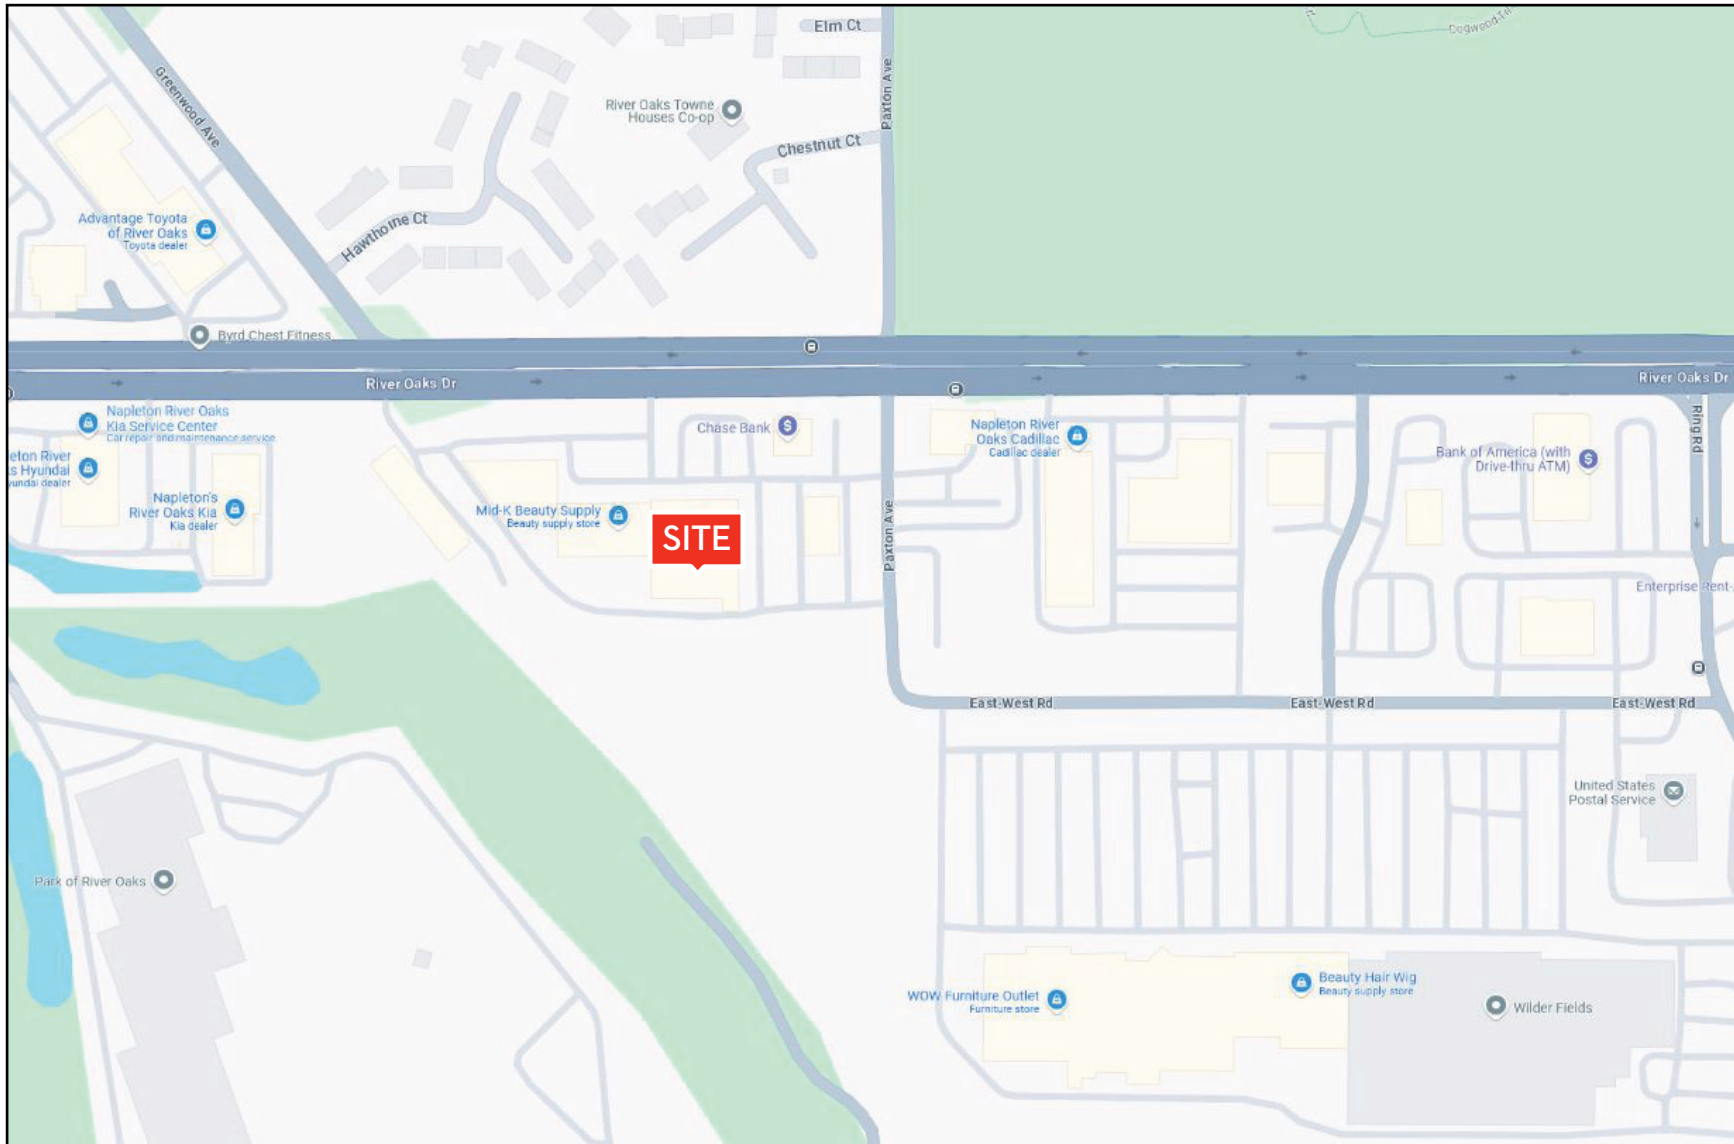 Elm Ct
Dogwood Trl
Greenwood Ave
Paxton Ave
River Oaks Towne
Houses Co-op
Chestnut Ct
Advantage Toyota
of River Oaks
Toyota dealer
Hawthorne Ct
Byrd Chest Fitness
River Oaks Dr
River Oaks Dr
Napleton River Oaks
Kia Service Center
Car repair and maintenance service
eton River
ks Hyundai
yundai dealer
Napleton's
River Oaks Kia
Kia dealer
Chase Bank
Mid-K Beauty Supply
Beauty supply store
SITE
Napleton River
Oaks Cadillac
Cadillac dealer
Bank of America (with
Drive-thru ATM)
Ring Rd
Paxton Ave
Enterprise Rent-
East-West Rd
East-West Rd
East-West Rd
United States
Postal Service
Park of River Oaks
WOW Furniture Outlet
Furniture store
Beauty Hair Wig
Beauty supply store
Wilder Fields